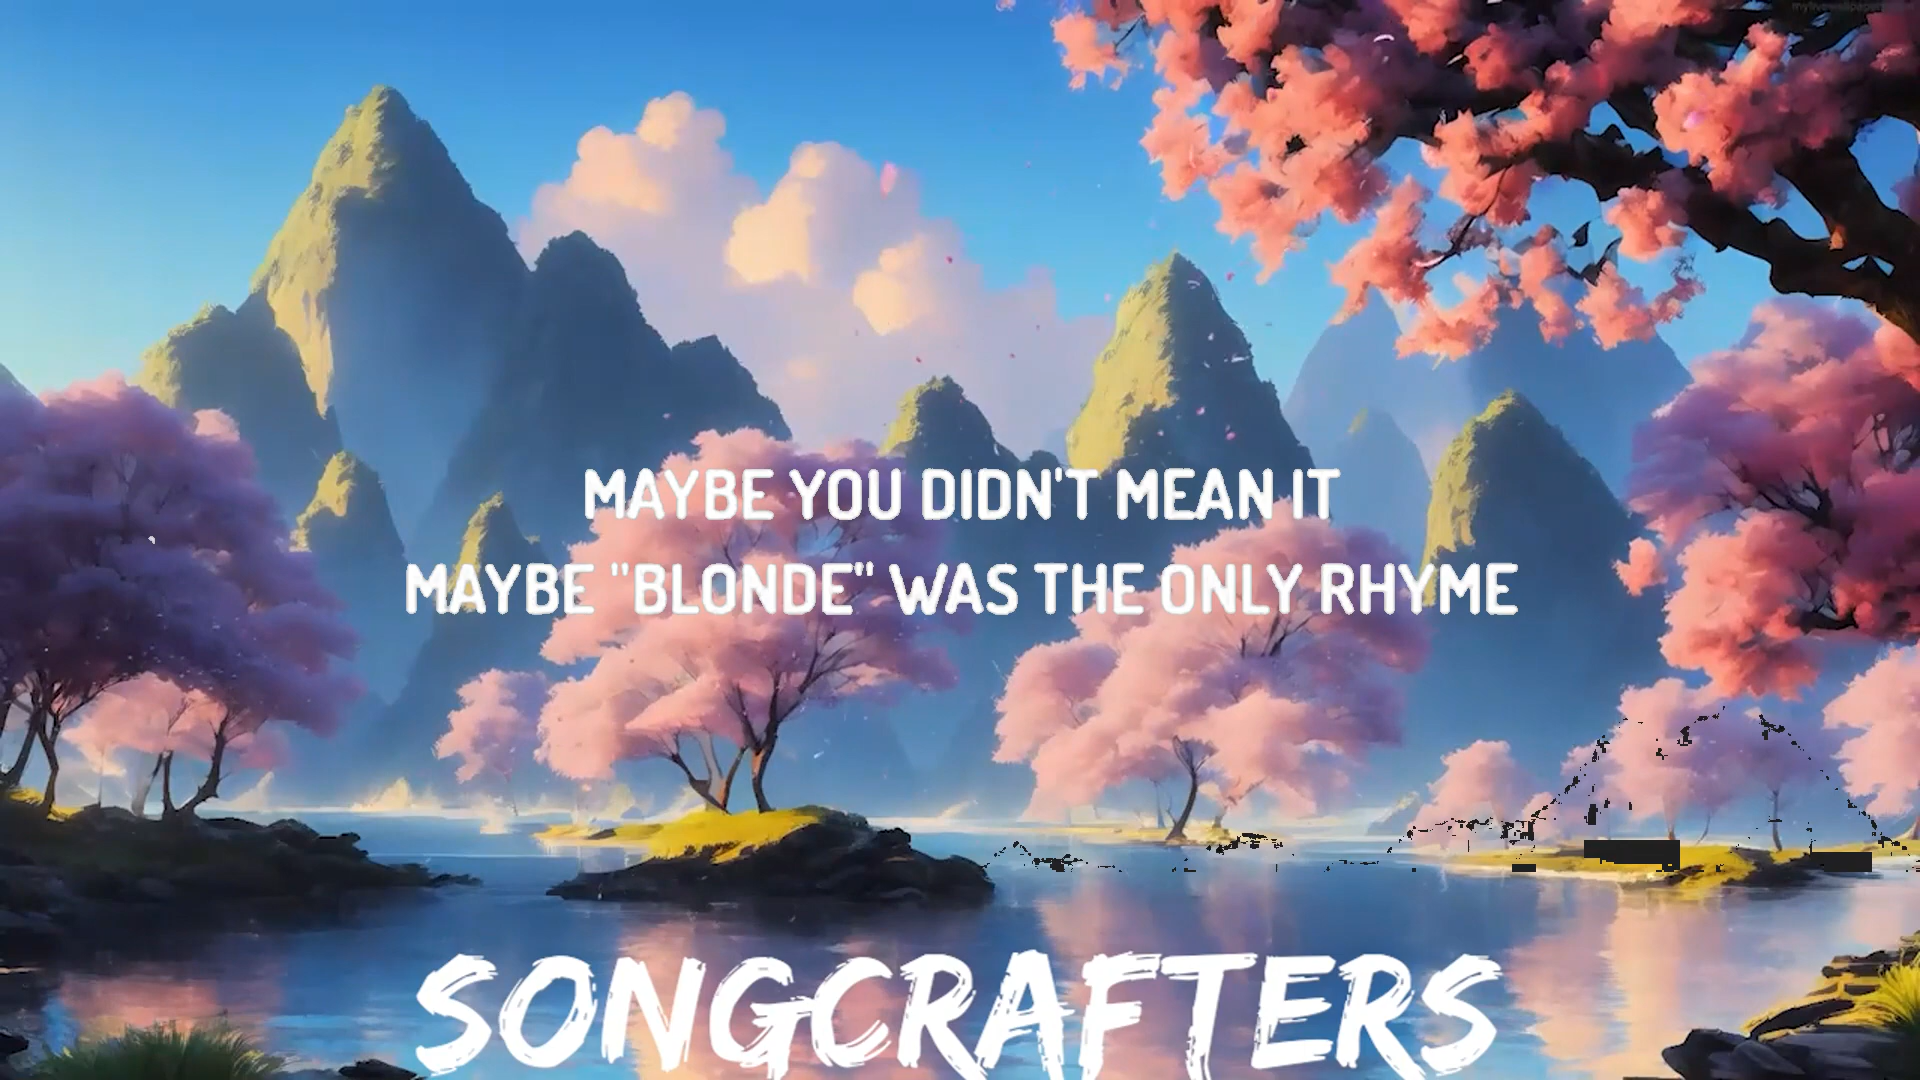 MAYBE YOU DIDN'T MEAN IT
MAYBE "BLONDE" WAS THE ONLY RHYME
SONGCRAFTERS